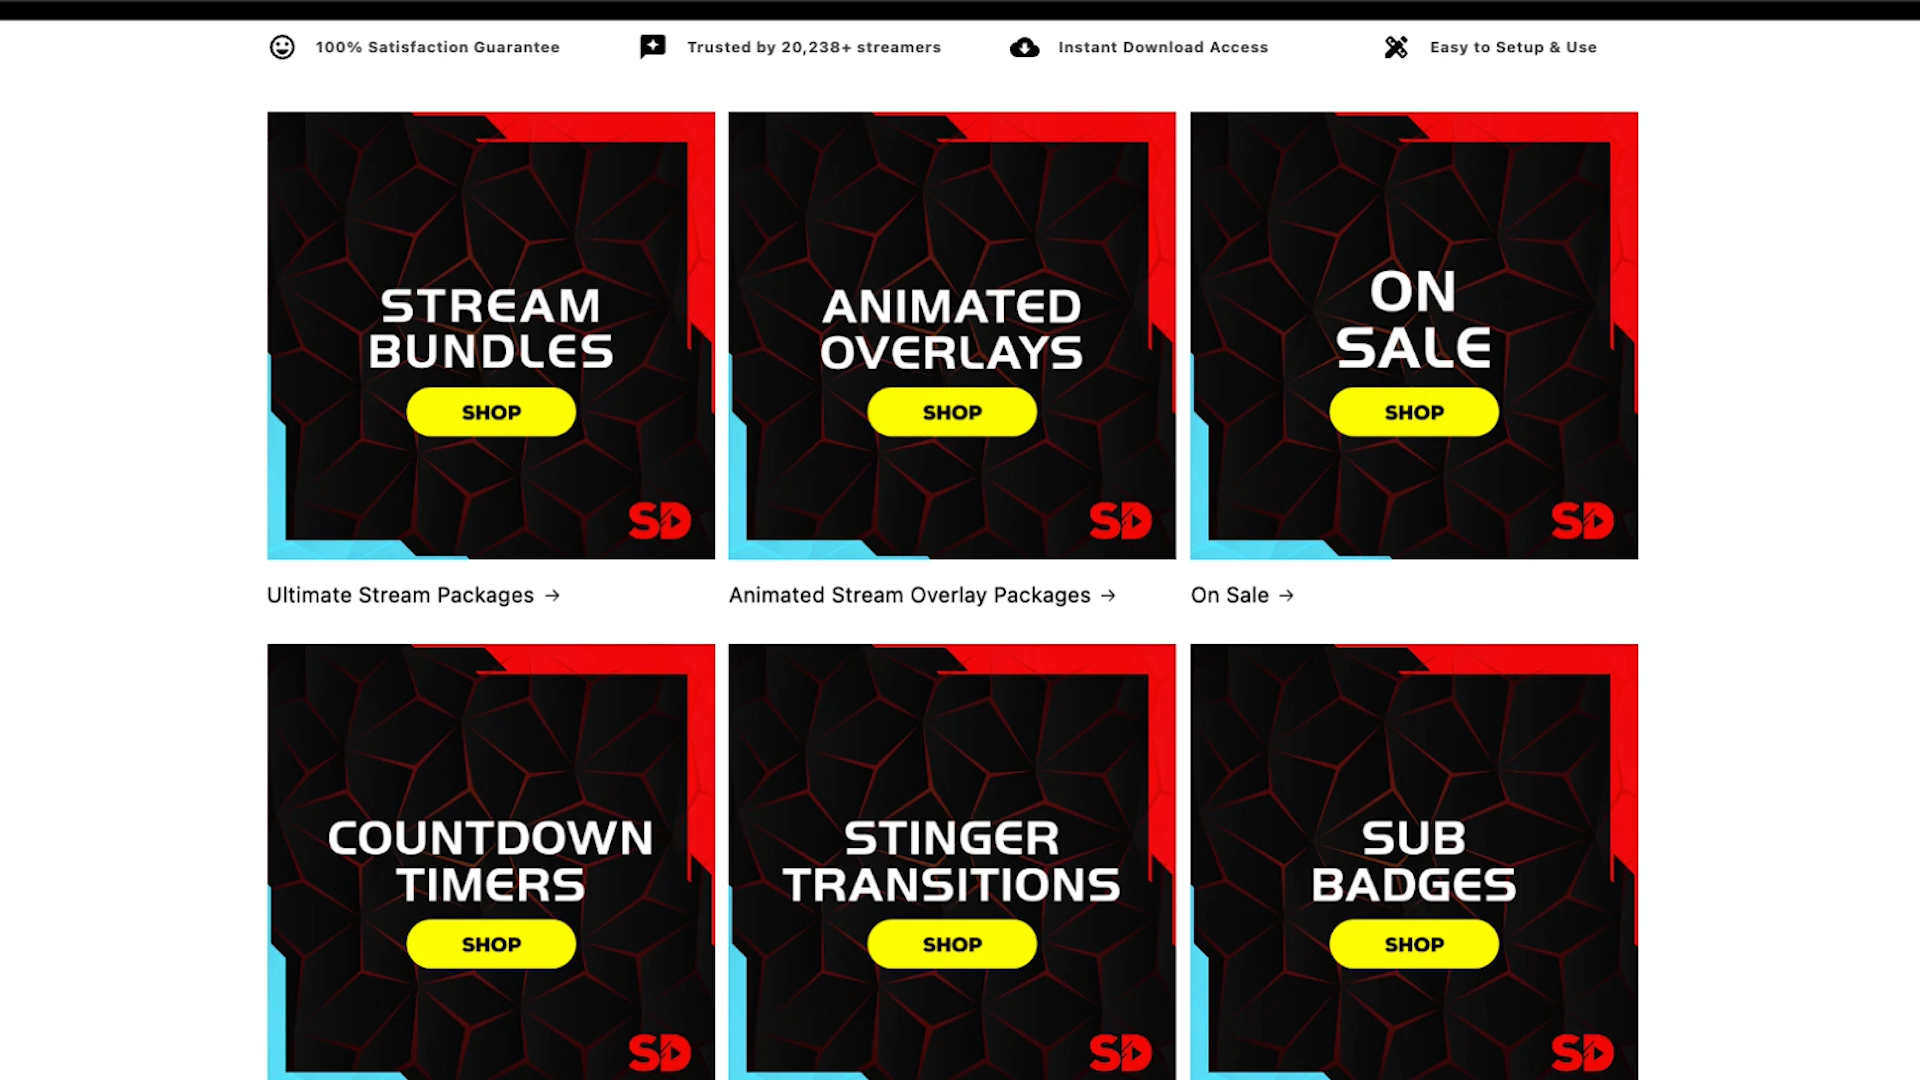 100% Satisfaction Guarantee
Trusted by 20,238+ streamers
Instant Download Access
Easy to Setup & Use
STREAM
BUNDLES
SHOP
SD
ANIMATED
OVERLAYS
SHOP
SD
ON
SALE
SHOP
SD
Ultimate Stream Packages →
Animated Stream Overlay Packages →
On Sale →
COUNTDOWN
TIMERS
SHOP
SD
STINGER
TRANSITIONS
SHOP
SD
SUB
BADGES
SHOP
SD